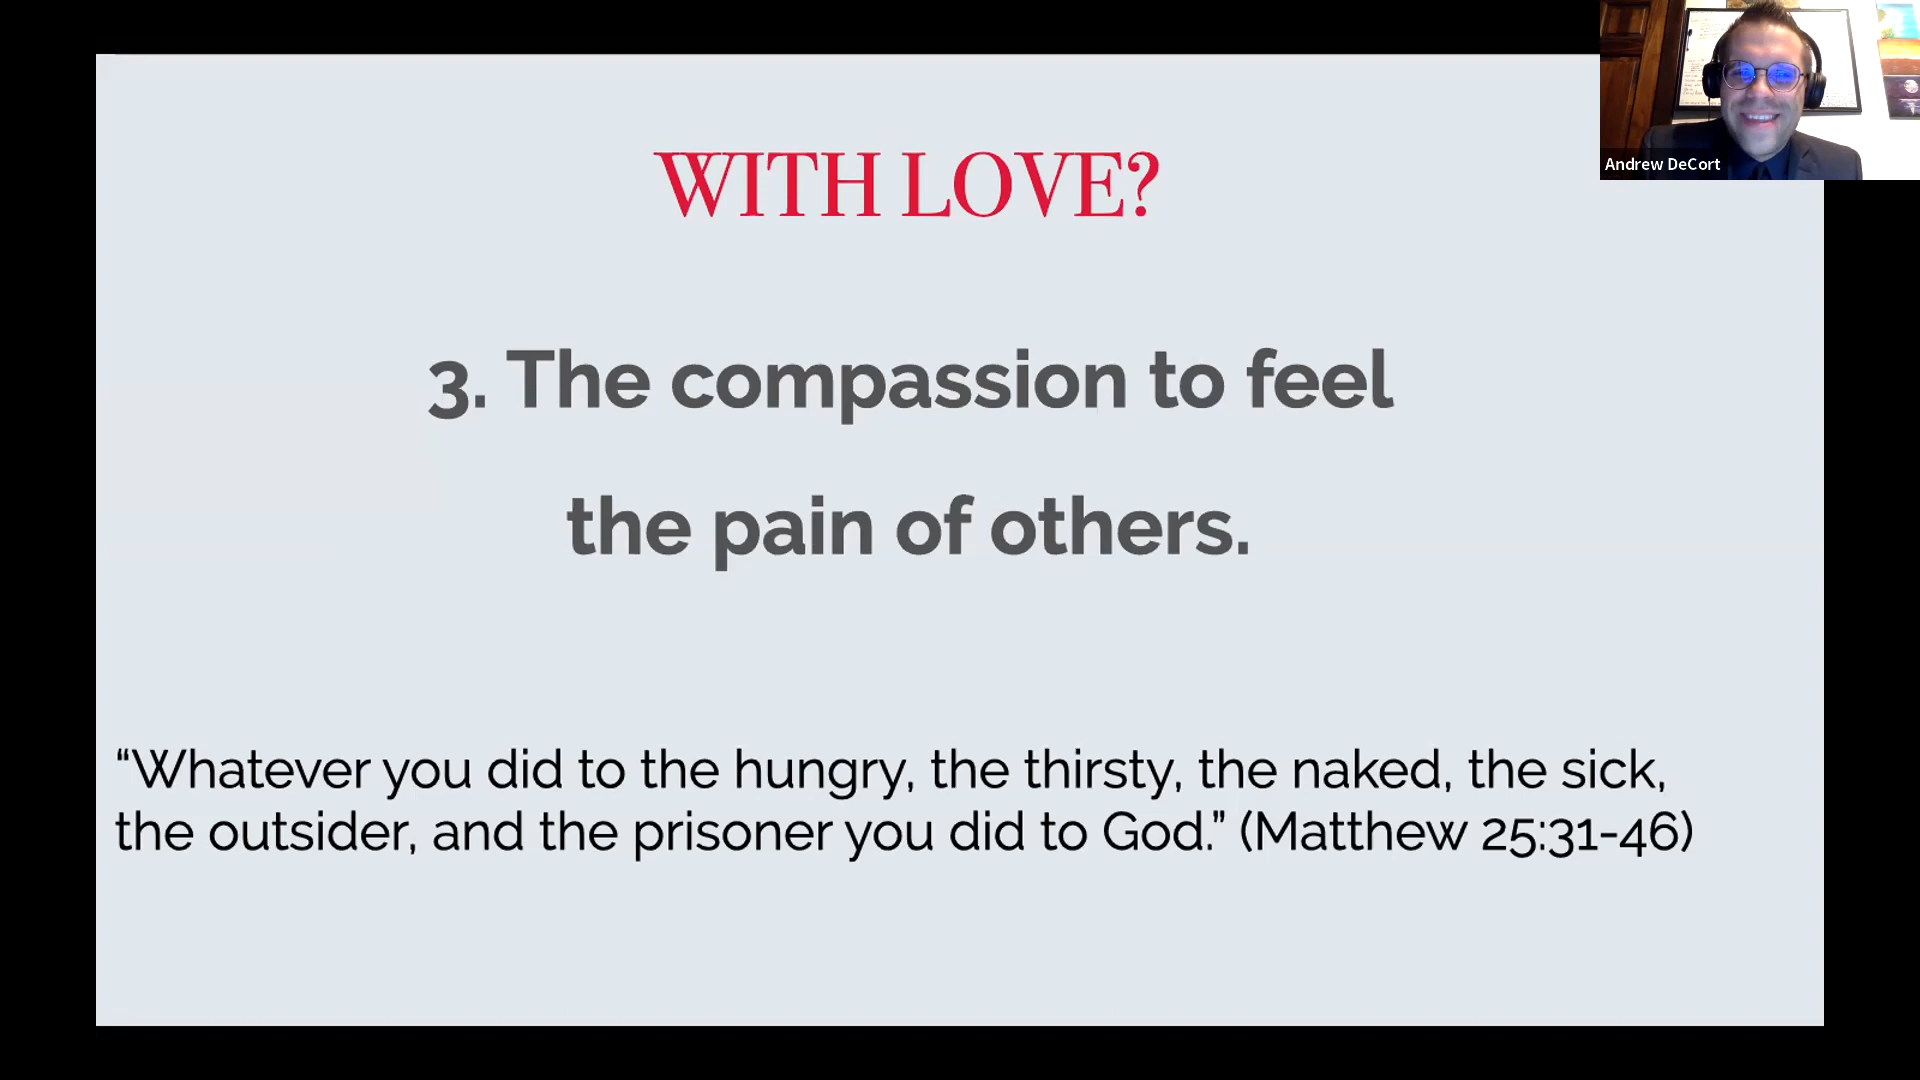 WITH LOVE?
3. The compassion to feel
the pain of others.
“Whatever you did to the hungry, the thirsty, the naked, the sick,
the outsider, and the prisoner you did to God.” (Matthew 25:31-46)
Andrew DeCort